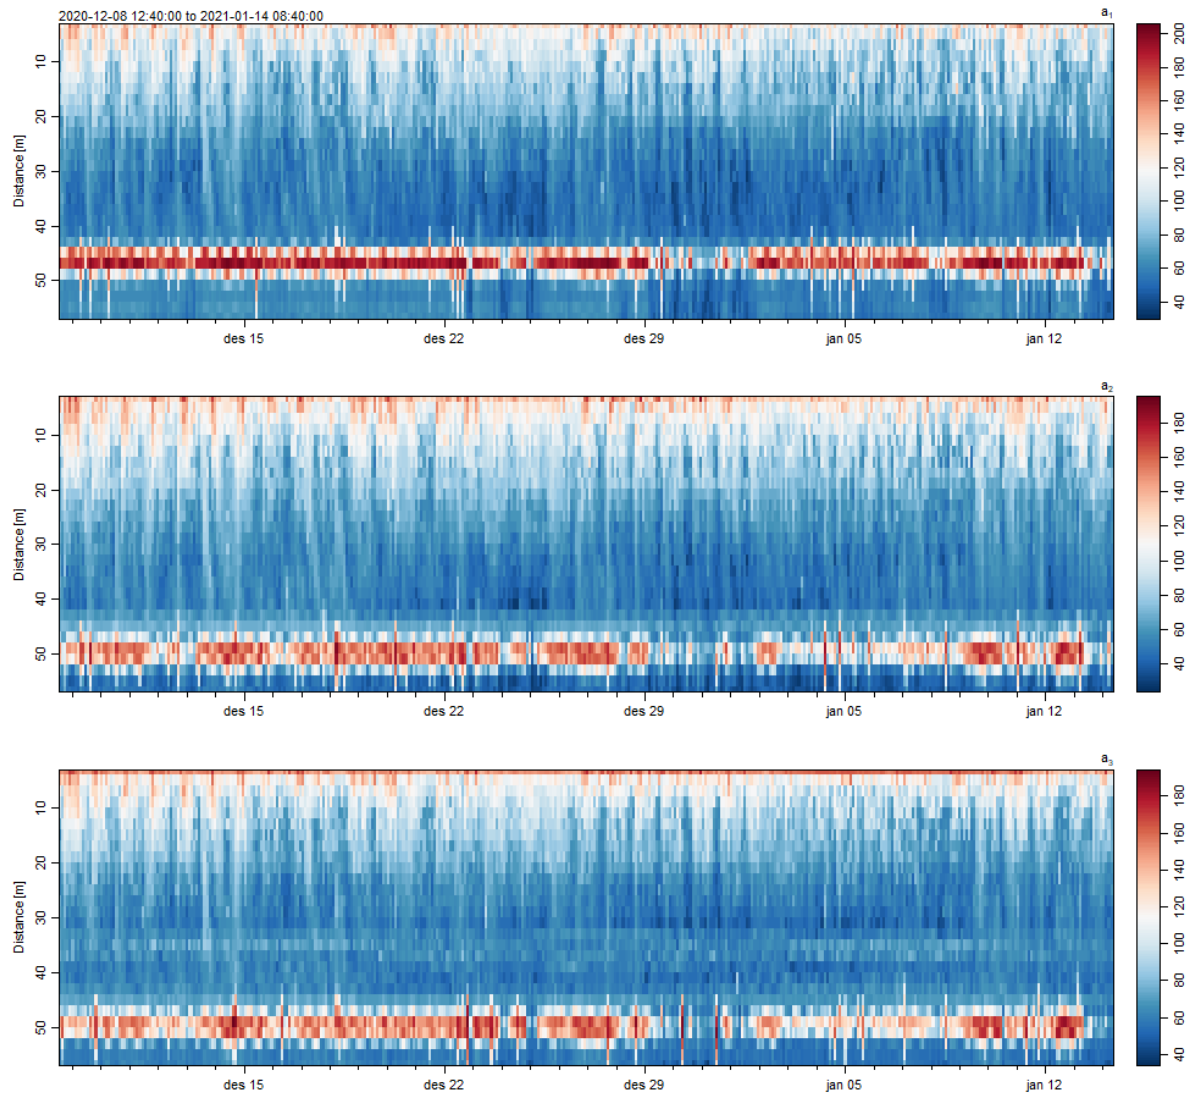 2020-12-08 12:40:00 to 2021-01-14 08:40:00
a₁
Distance [m]
10
20
30
40
50
des 15
des 22
des 29
jan 05
jan 12
40
60
80
100
120
140
160
180
200
a₂
Distance [m]
10
20
30
40
50
des 15
des 22
des 29
jan 05
jan 12
40
60
80
100
120
140
160
180
a₃
Distance [m]
10
20
30
40
50
des 15
des 22
des 29
jan 05
jan 12
40
60
80
100
120
140
160
180